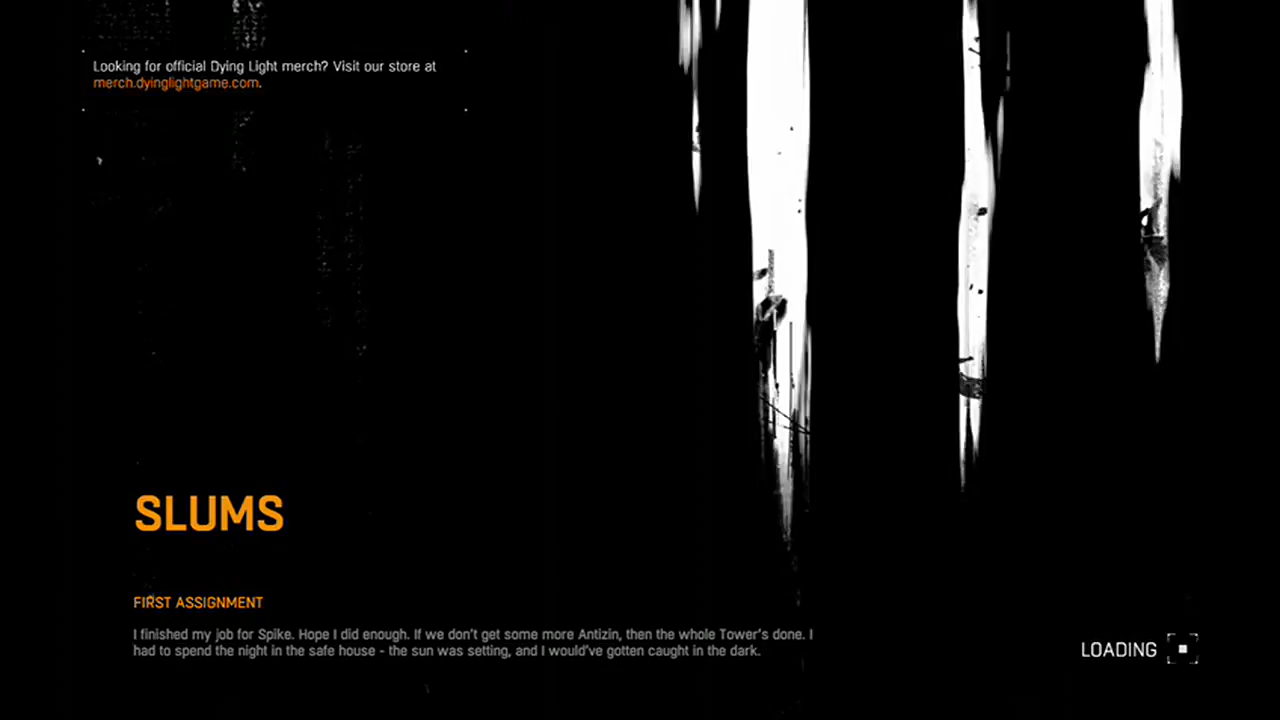 Looking for official Dying Light merch? Visit our store at
merch.dyinglightgame.com.
SLUMS
FIRST ASSIGNMENT
I finished my job for Spike. Hope I did enough. If we don't get some more Antizin, then the whole Tower's done. I
had to spend the night in the safe house - the sun was setting, and I would've gotten caught in the dark.
LOADING